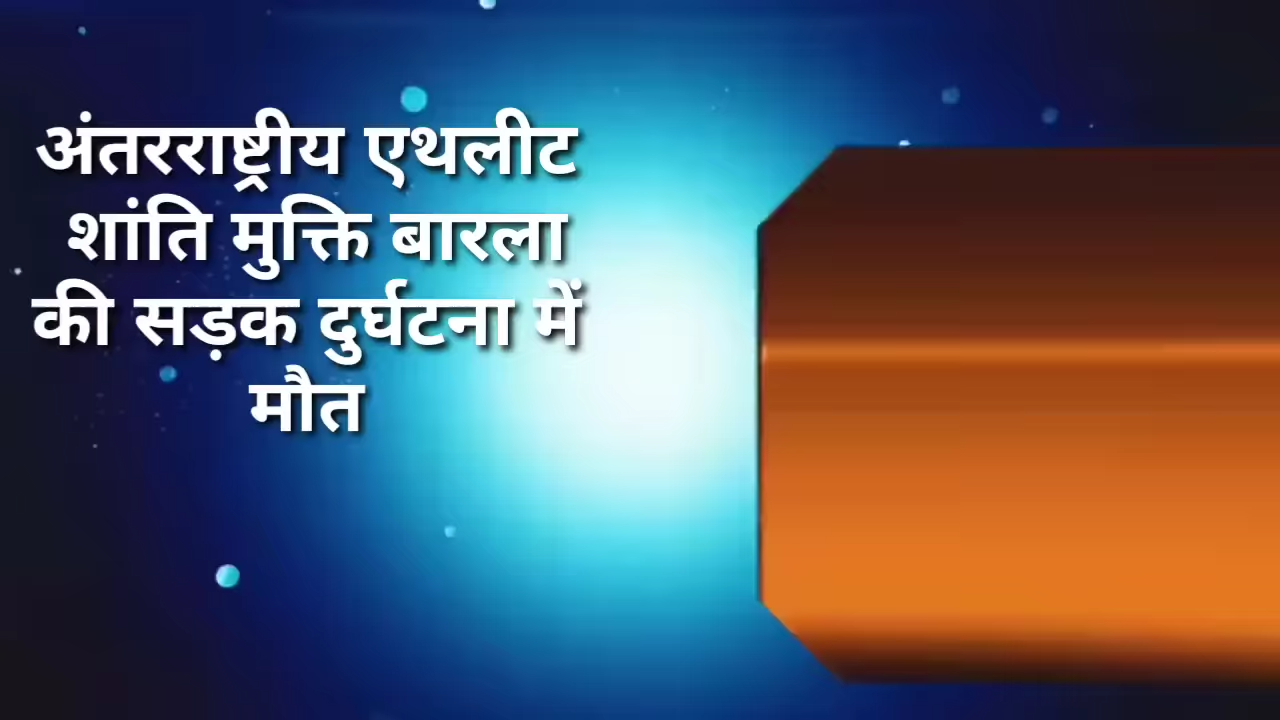 अंतरराष्ट्रीय एथलीट
शांति मुक्ति बारला
की सड़क दुर्घटना में
मौत